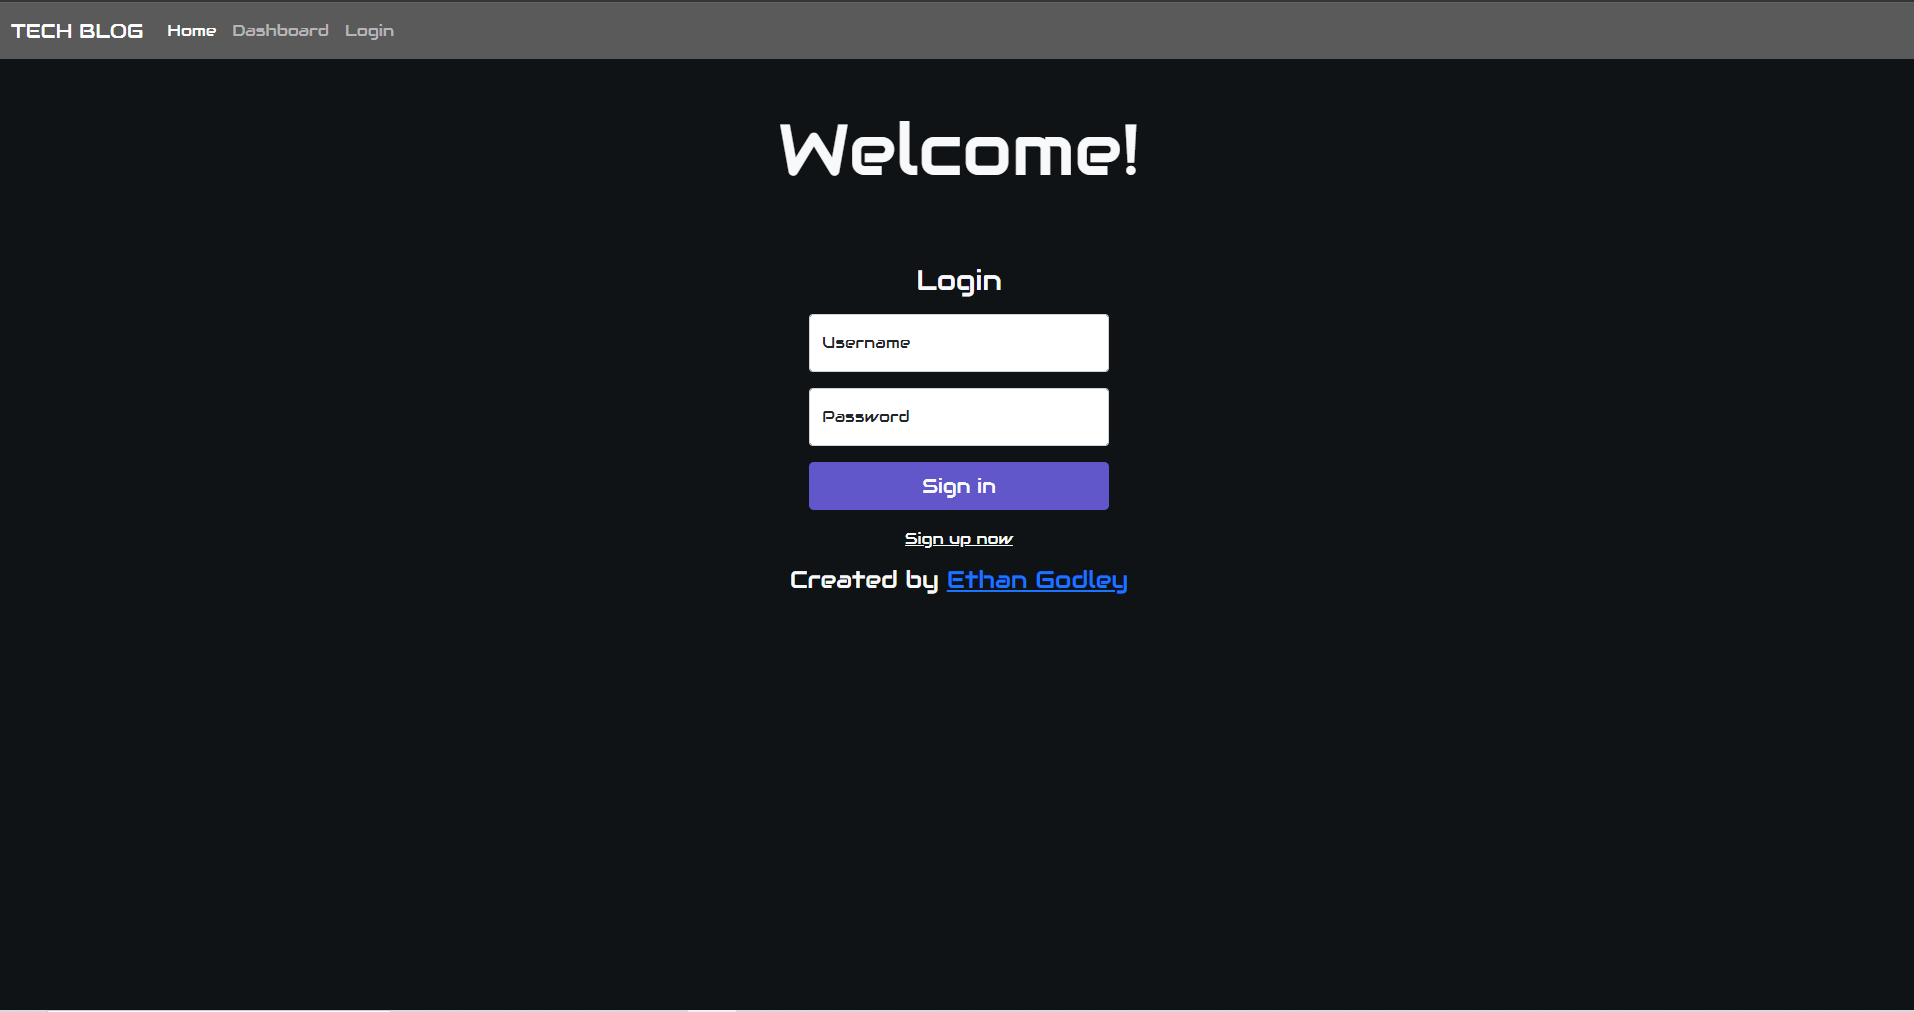 TECH BLOG Home Dashboard Login
Welcome!
Login
Username
Password
Sign in
Sign up now
Created by Ethan Godley